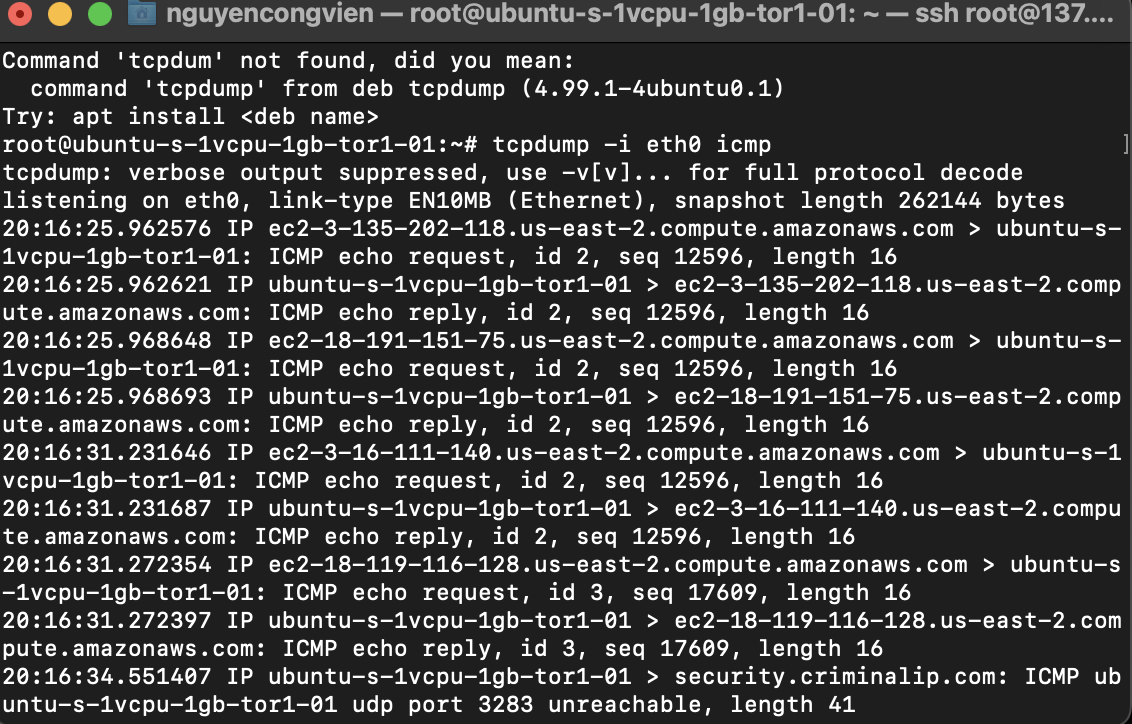 nguyencongvien — root@ubuntu-s-1vcpu-1gb-tor1-01: ~ — ssh root@137....
Command 'tcpdum' not found, did you mean:
  command 'tcpdump' from deb tcpdump (4.99.1-4ubuntu0.1)
Try: apt install <deb name>
root@ubuntu-s-1vcpu-1gb-tor1-01:~# tcpdump -i eth0 icmp ]
tcpdump: verbose output suppressed, use -v[v]... for full protocol decode
listening on eth0, link-type EN10MB (Ethernet), snapshot length 262144 bytes
20:16:25.962576 IP ec2-3-135-202-118.us-east-2.compute.amazonaws.com > ubuntu-s-
1vcpu-1gb-tor1-01: ICMP echo request, id 2, seq 12596, length 16
20:16:25.962621 IP ubuntu-s-1vcpu-1gb-tor1-01 > ec2-3-135-202-118.us-east-2.comp
ute.amazonaws.com: ICMP echo reply, id 2, seq 12596, length 16
20:16:25.968648 IP ec2-18-191-151-75.us-east-2.compute.amazonaws.com > ubuntu-s-
1vcpu-1gb-tor1-01: ICMP echo request, id 2, seq 12596, length 16
20:16:25.968693 IP ubuntu-s-1vcpu-1gb-tor1-01 > ec2-18-191-151-75.us-east-2.comp
ute.amazonaws.com: ICMP echo reply, id 2, seq 12596, length 16
20:16:31.231646 IP ec2-3-16-111-140.us-east-2.compute.amazonaws.com > ubuntu-s-1
vcpu-1gb-tor1-01: ICMP echo request, id 2, seq 12596, length 16
20:16:31.231687 IP ubuntu-s-1vcpu-1gb-tor1-01 > ec2-3-16-111-140.us-east-2.compu
te.amazonaws.com: ICMP echo reply, id 2, seq 12596, length 16
20:16:31.272354 IP ec2-18-119-116-128.us-east-2.compute.amazonaws.com > ubuntu-s
-1vcpu-1gb-tor1-01: ICMP echo request, id 3, seq 17609, length 16
20:16:31.272397 IP ubuntu-s-1vcpu-1gb-tor1-01 > ec2-18-119-116-128.us-east-2.com
pute.amazonaws.com: ICMP echo reply, id 3, seq 17609, length 16
20:16:34.551407 IP ubuntu-s-1vcpu-1gb-tor1-01 > security.criminalip.com: ICMP ub
untu-s-1vcpu-1gb-tor1-01 udp port 3283 unreachable, length 41